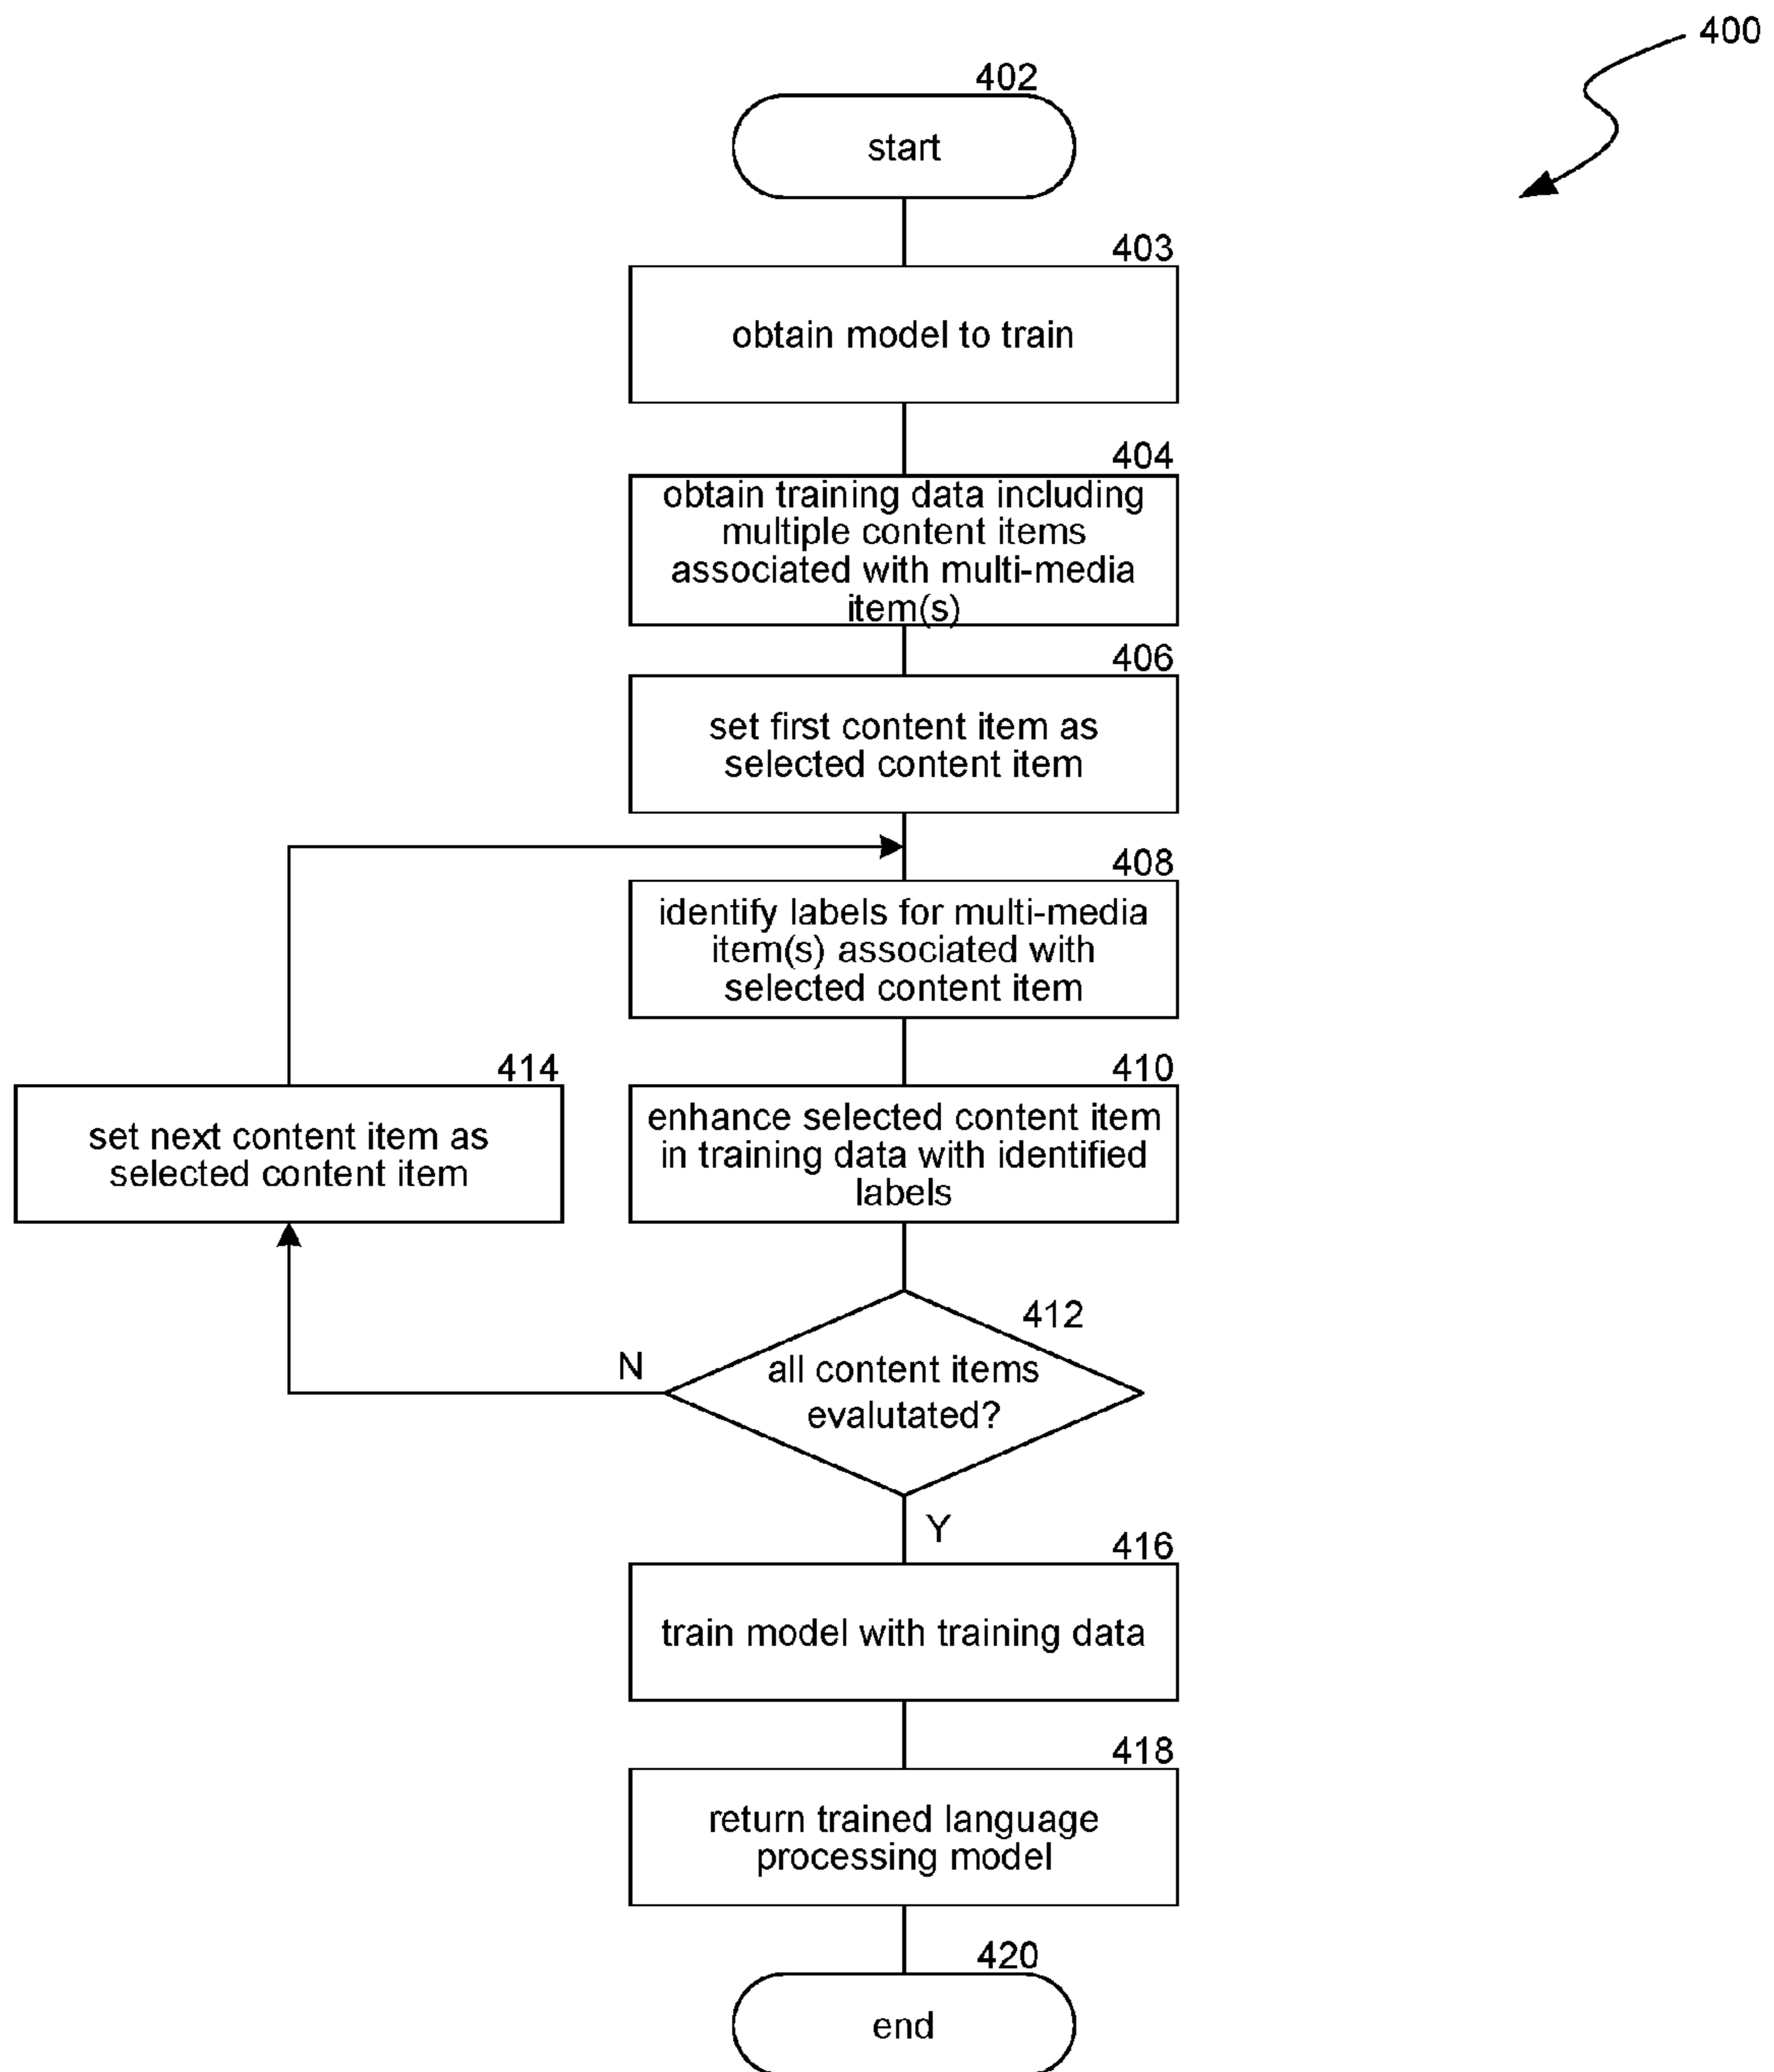 400
402
start
403
obtain model to train
404
obtain training data including
multiple content items
associated with multi-media
item(s)
406
set first content item as
selected content item
408
identify labels for multi-media
item(s) associated with
selected content item
414
set next content item as
selected content item
410
enhance selected content item
in training data with identified
labels
412
all content items
evalutated?
N
Y
416
train model with training data
418
return trained language
processing model
420
end